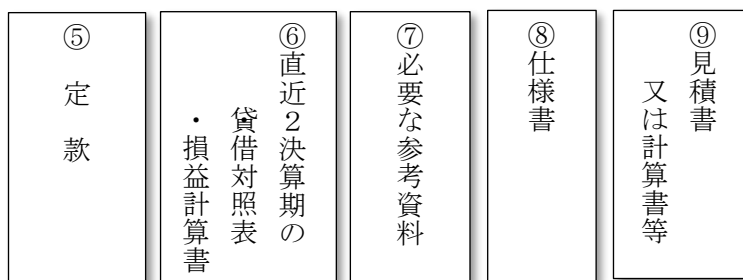 ⑤　定　款
⑥直近２決算期の
貸借対照表
・損益計算書
⑦必要な参考資料
⑧仕様書
⑨見積書
又は計算書等